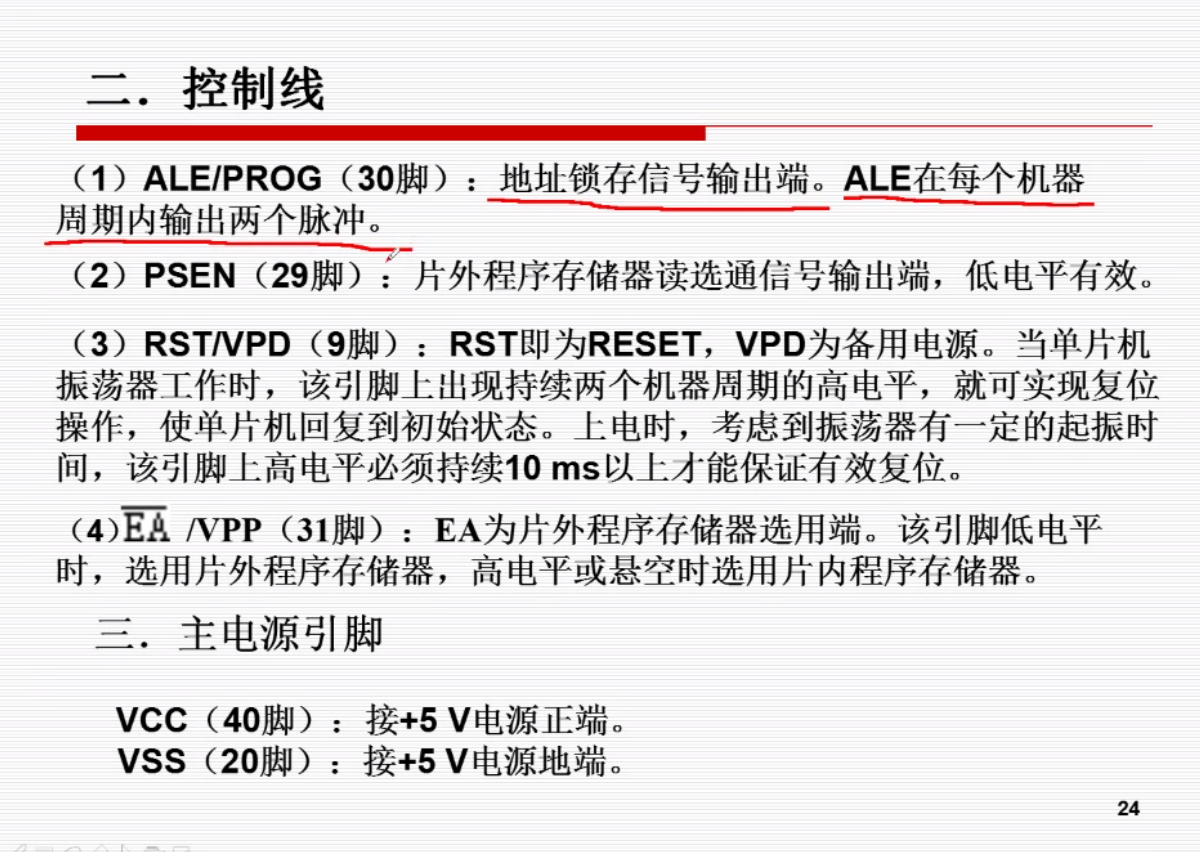 二．控制线
（1）ALE/PROG（30脚）：地址锁存信号输出端。ALE在每个机器
周期内输出两个脉冲。
（2）PSEN（29脚）：片外程序存储器读选通信号输出端，低电平有效。
（3）RST/VPD（9脚）：RST即为RESET，VPD为备用电源。当单片机
振荡器工作时，该引脚上出现持续两个机器周期的高电平，就可实现复位
操作，使单片机回复到初始状态。上电时，考虑到振荡器有一定的起振时
间，该引脚上高电平必须持续10 ms以上才能保证有效复位。
（4）E̅A̅ /VPP（31脚）：EA为片外程序存储器选用端。该引脚低电平
时，选用片外程序存储器，高电平或悬空时选用片内程序存储器。
三．主电源引脚
VCC（40脚）：接+5 V电源正端。
VSS（20脚）：接+5 V电源地端。
24